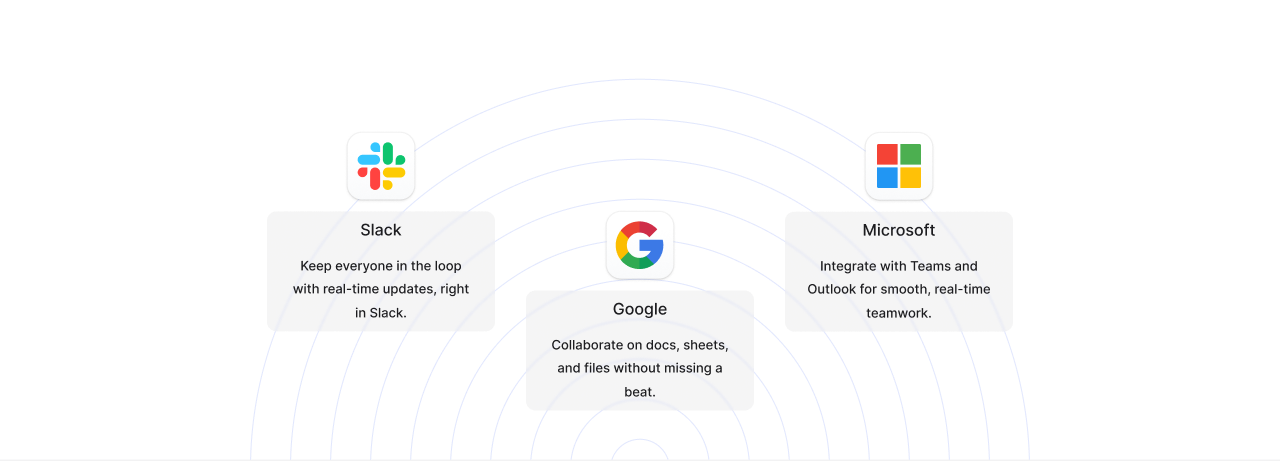 Slack
Keep everyone in the loop
with real-time updates, right
in Slack.
Google
Collaborate on docs, sheets,
and files without missing a
beat.
Microsoft
Integrate with Teams and
Outlook for smooth, real-time
teamwork.